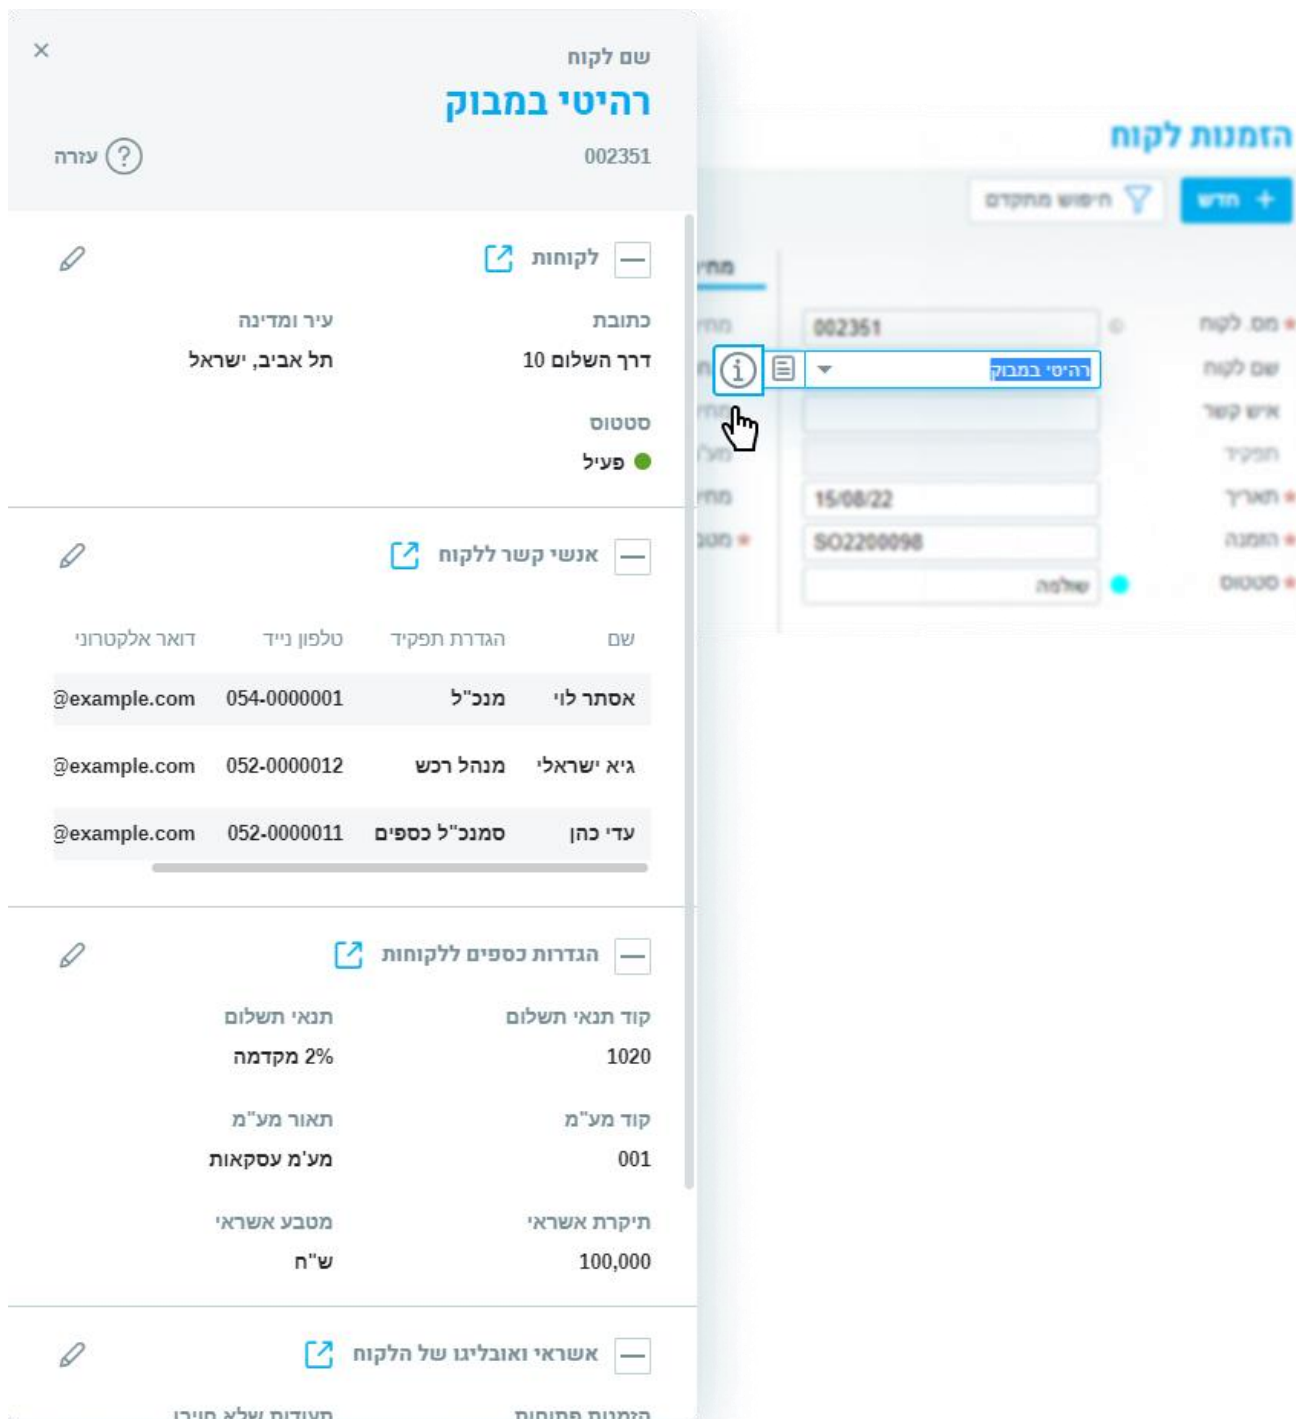 שם לקוח
רהיטי במבוק
002351
עזרה
לקוחות
כתובת עיר ומדינה
דרך השלום 10 תל אביב, ישראל
סטטוס
פעיל
אנשי קשר ללקוח
שם הגדרת תפקיד טלפון נייד דואר אלקטרוני
אסתר לוי מנכ"ל 054-0000001 @example.com
גיא ישראלי מנהל רכש 052-0000012 @example.com
עדי כהן סמנכ"ל כספים 052-0000011 @example.com
הגדרות כספים ללקוחות
קוד תנאי תשלום תנאי תשלום
1020 2% מקדמה
קוד מע"מ תאור מע"מ
001 מע'מ עסקאות
תיקרת אשראי מטבע אשראי
100,000 ש"ח
אשראי ואובליגו של הלקוח
הזמנות פתוחות תעודות שלא חויבו
הזמנות לקוח
+ חדש חיפוש מתקדם
* מס. לקוח 002351
שם לקוח רהיטי במבוק
איש קשר
תפקיד
* תאריך 15/08/22
* הזמנה SO2200098
* סטטוס שולמה